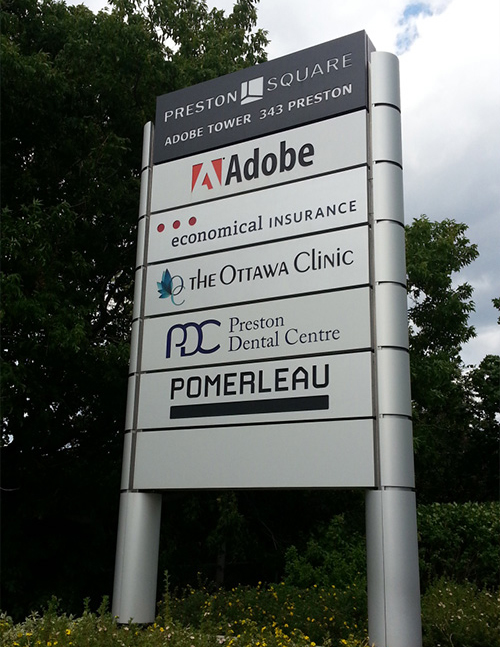 PRESTON SQUARE
ADOBE TOWER 343 PRESTON
Adobe
economical INSURANCE
THE OTTAWA CLINIC
PDC Preston
Dental Centre
POMERLEAU